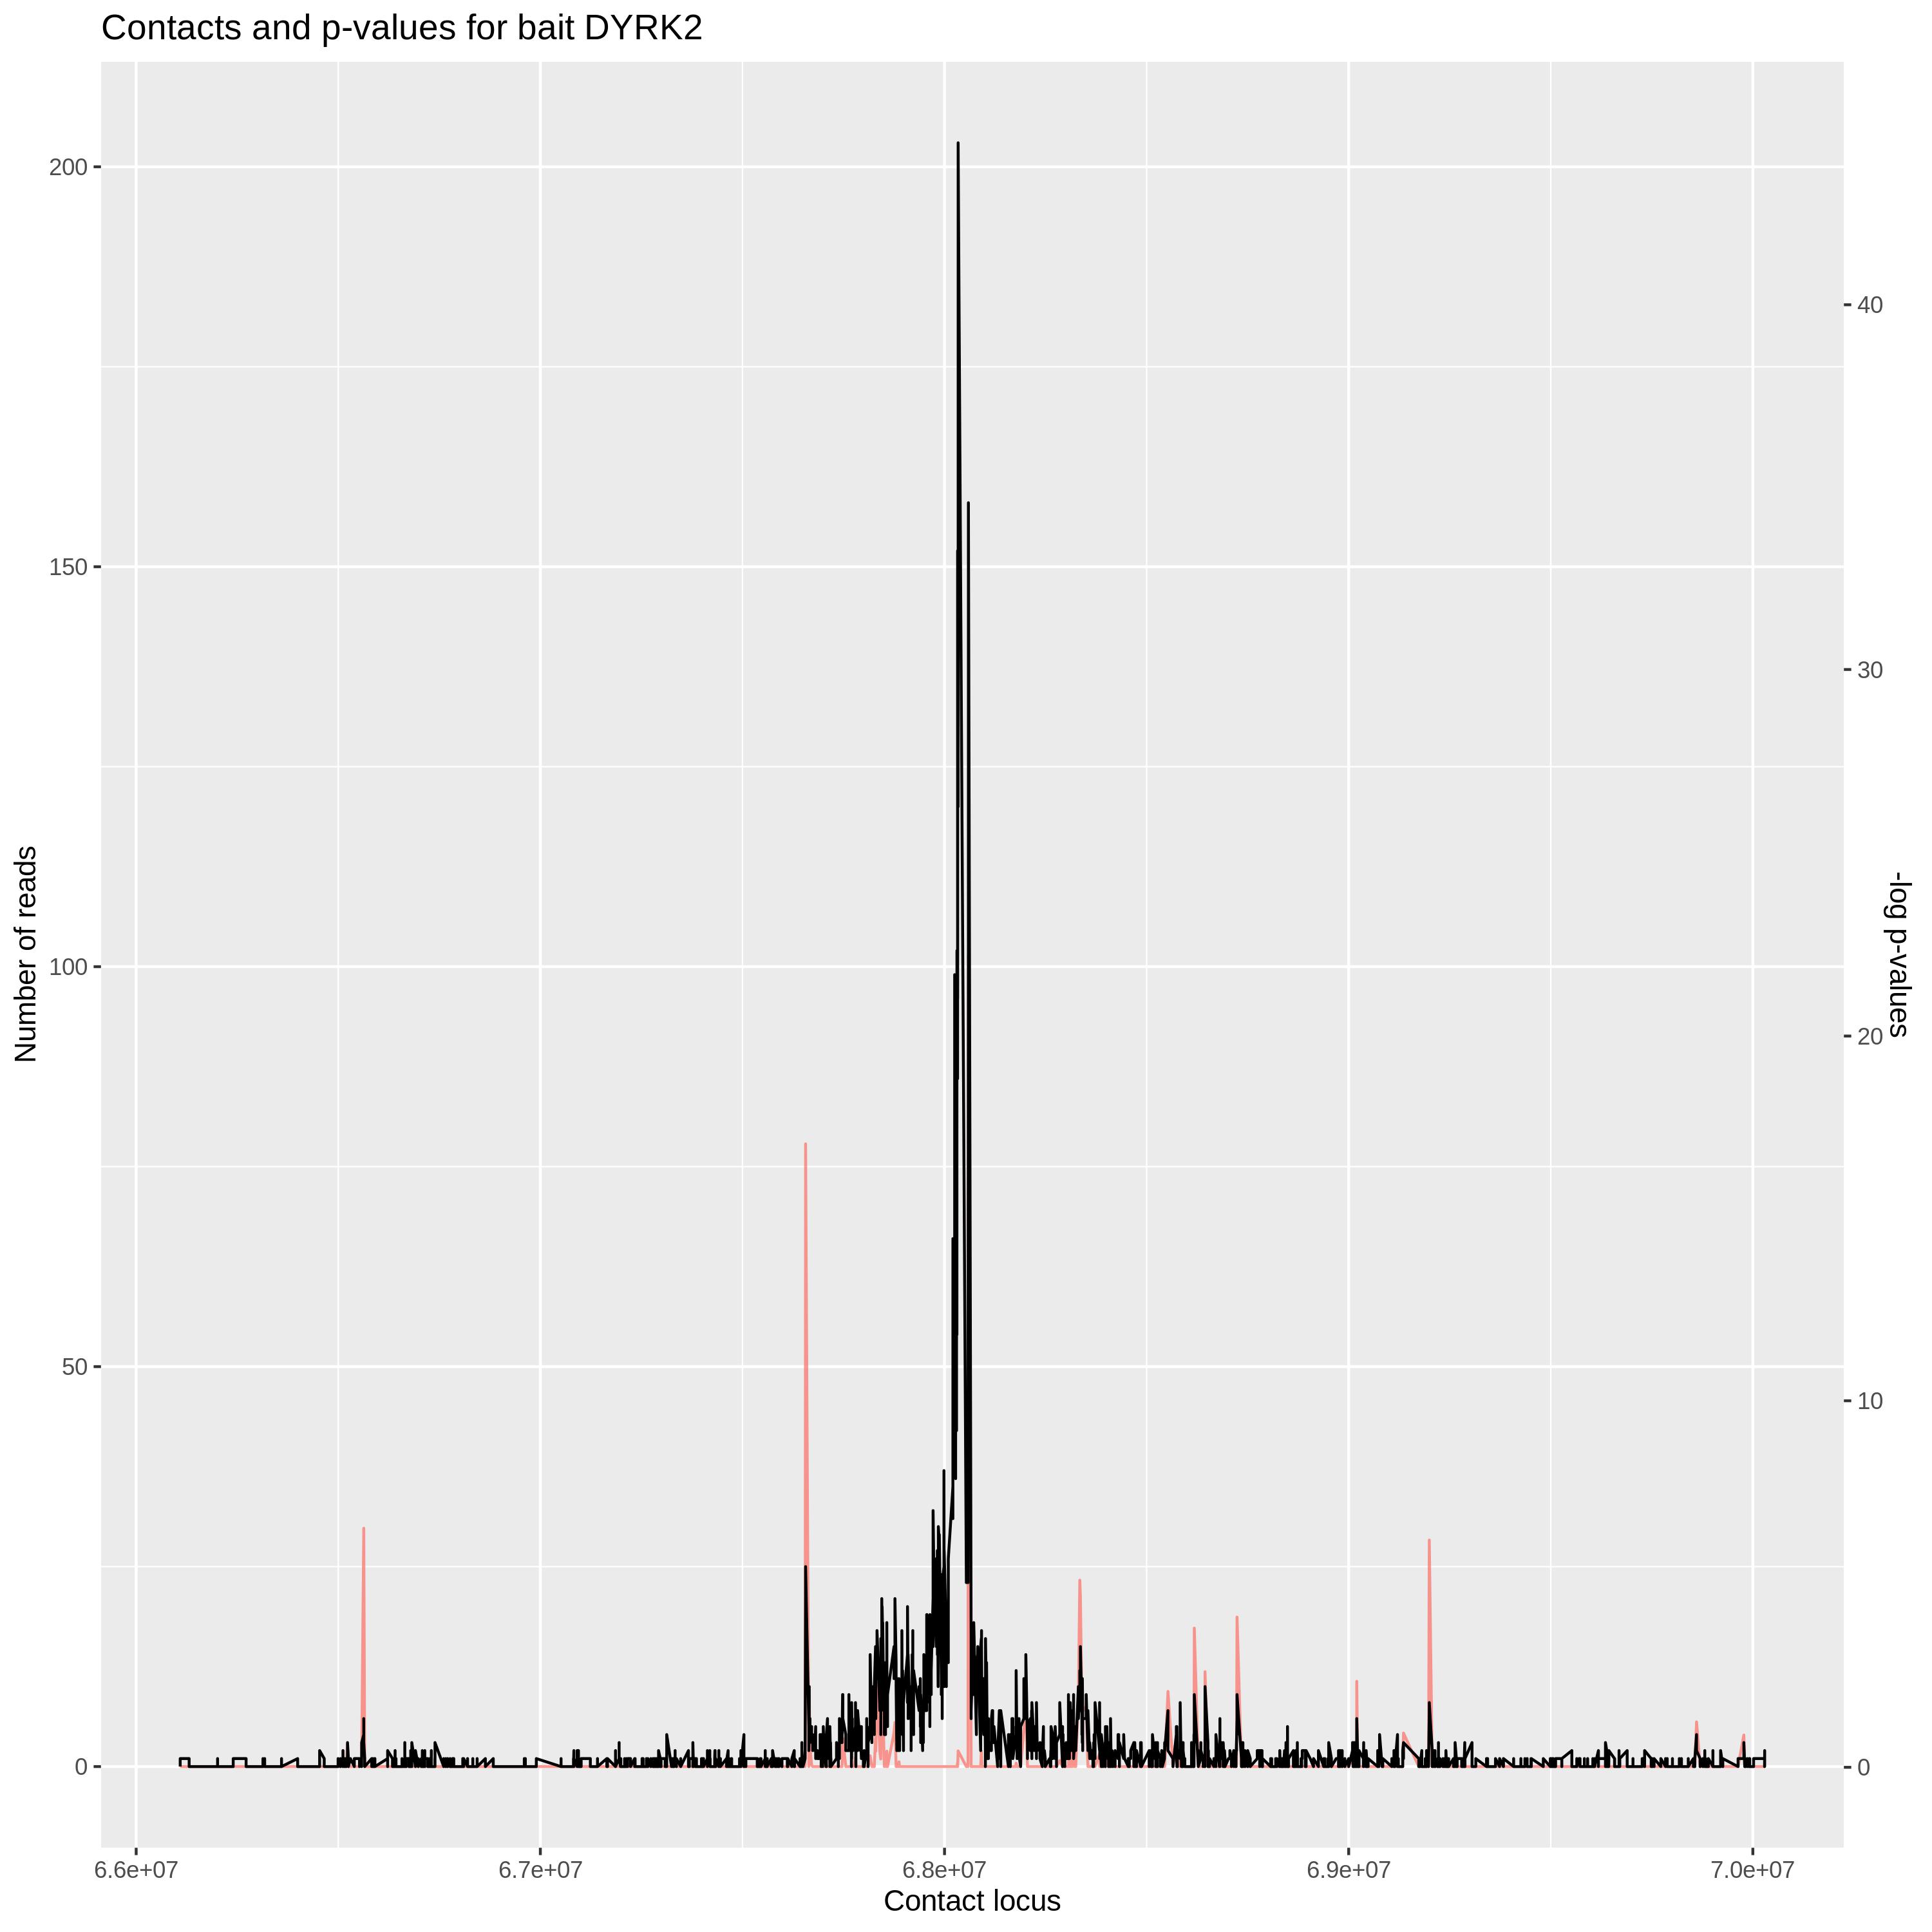 Contacts and p-values for bait DYRK2
200
150
100
50
0
Number of reads
40
30
20
10
0
-log p-values
6.6e+07 6.7e+07 6.8e+07 6.9e+07 7.0e+07
Contact locus